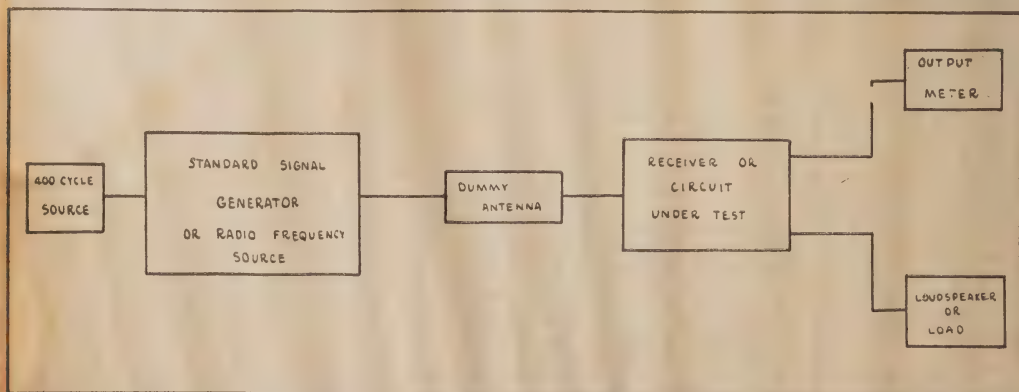 400 CYCLE
SOURCE
STANDARD SIGNAL
GENERATOR
OR RADIO FREQUENCY
SOURCE
DUMMY
ANTENNA
RECEIVER OR
CIRCUIT
UNDER TEST
OUTPUT
METER
LOUDSPEAKER
OR
LOAD